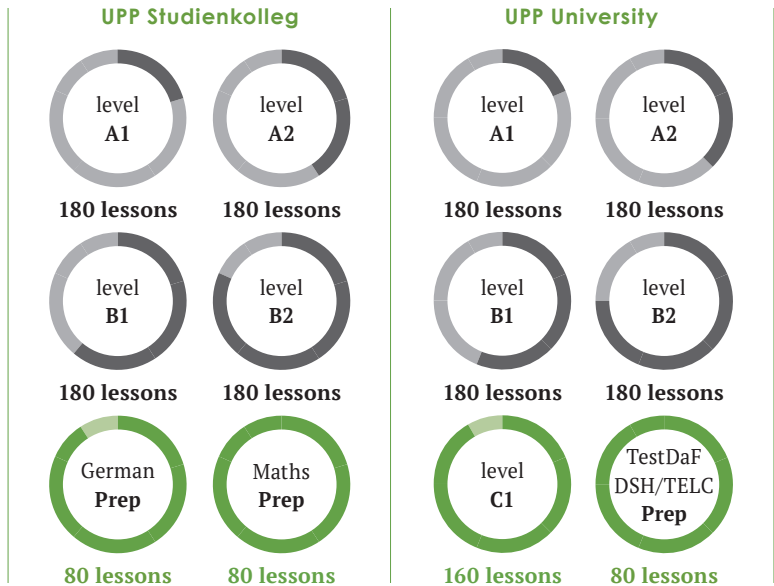 UPP Studienkolleg
level
A1
180 lessons
level
A2
180 lessons
level
B1
180 lessons
level
B2
180 lessons
German
Prep
80 lessons
Maths
Prep
80 lessons
UPP University
level
A1
180 lessons
level
A2
180 lessons
level
B1
180 lessons
level
B2
180 lessons
level
C1
160 lessons
TestDaF
DSH/TELC
Prep
80 lessons